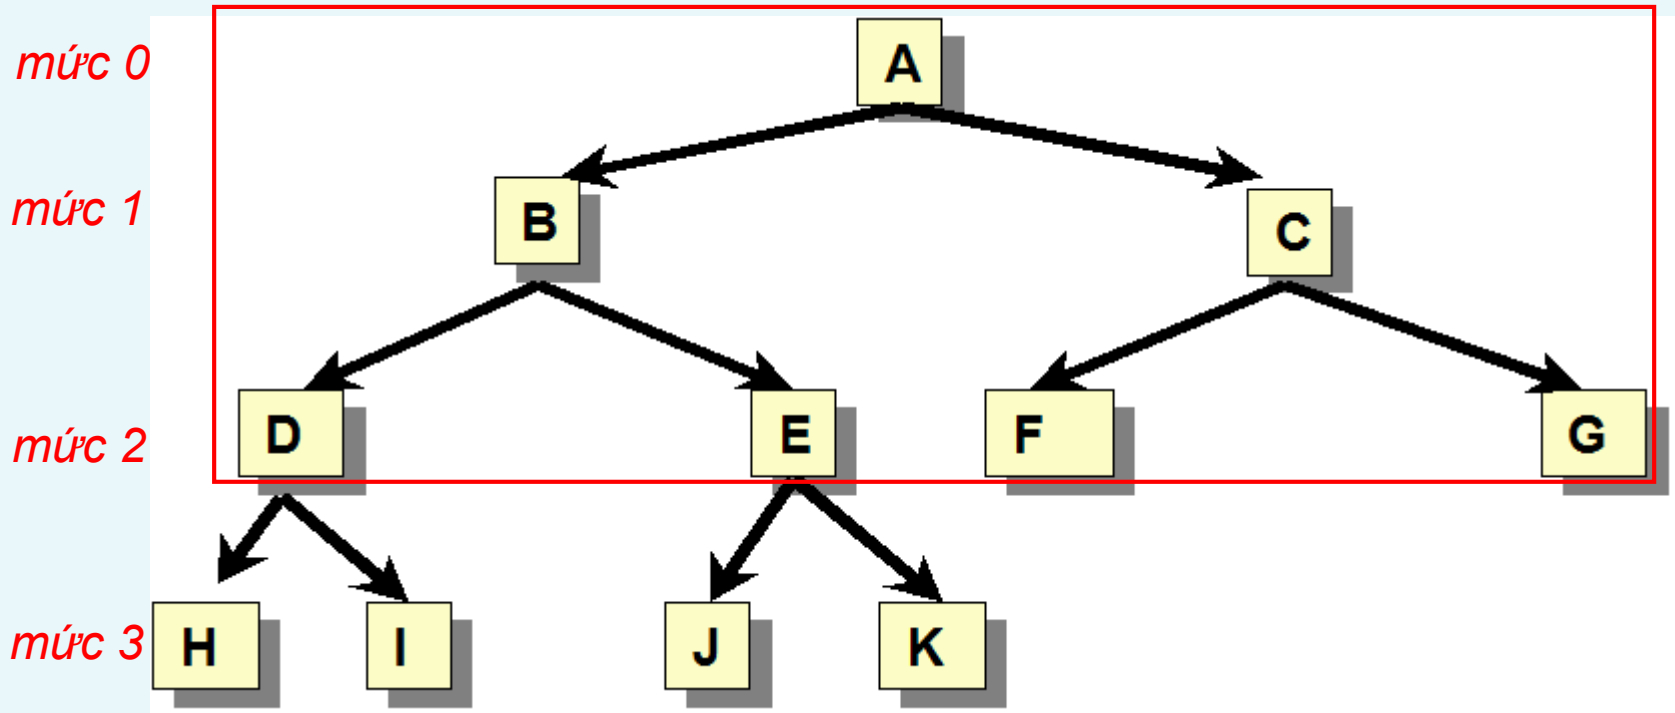 mức 0 A
mức 1 B C
mức 2 D E F G
mức 3 H I J K